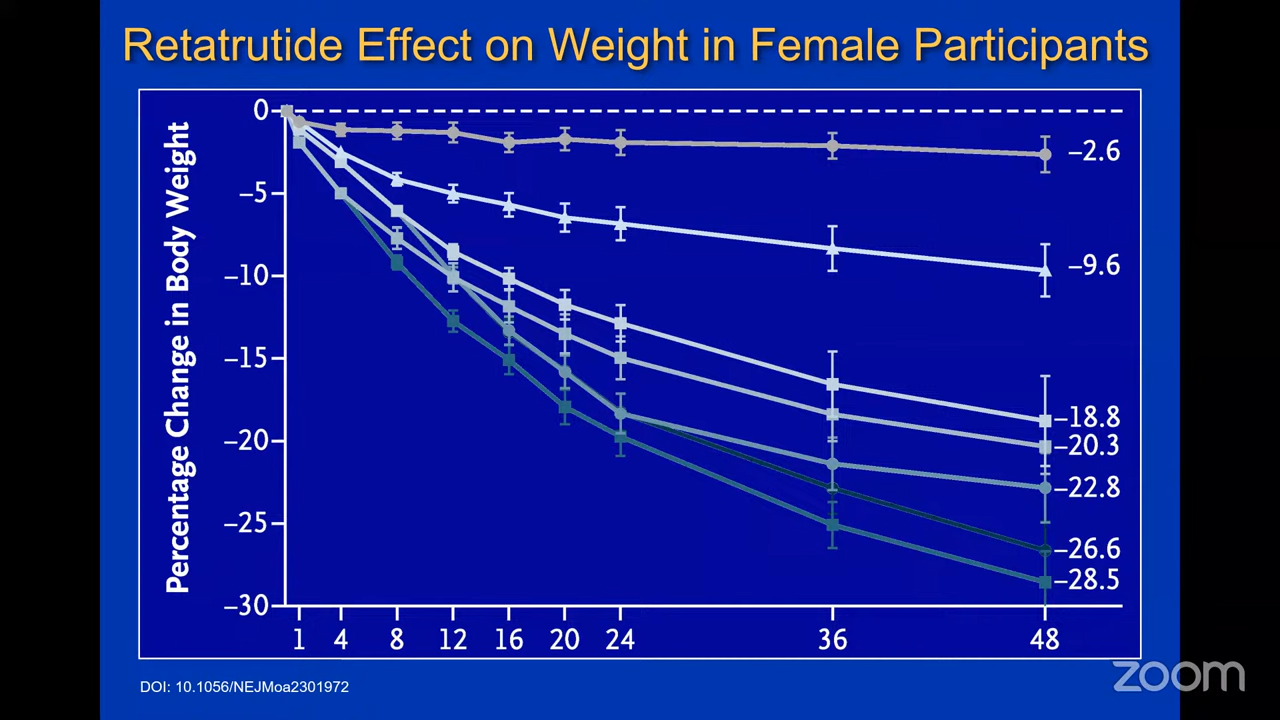 Retatrutide Effect on Weight in Female Participants
Percentage Change in Body Weight
0
–5
–10
–15
–20
–25
–30
–2.6
–9.6
–18.8
–20.3
–22.8
–26.6
–28.5
1 4 8 12 16 20 24 36 48
DOI: 10.1056/NEJMoa2301972
zoom